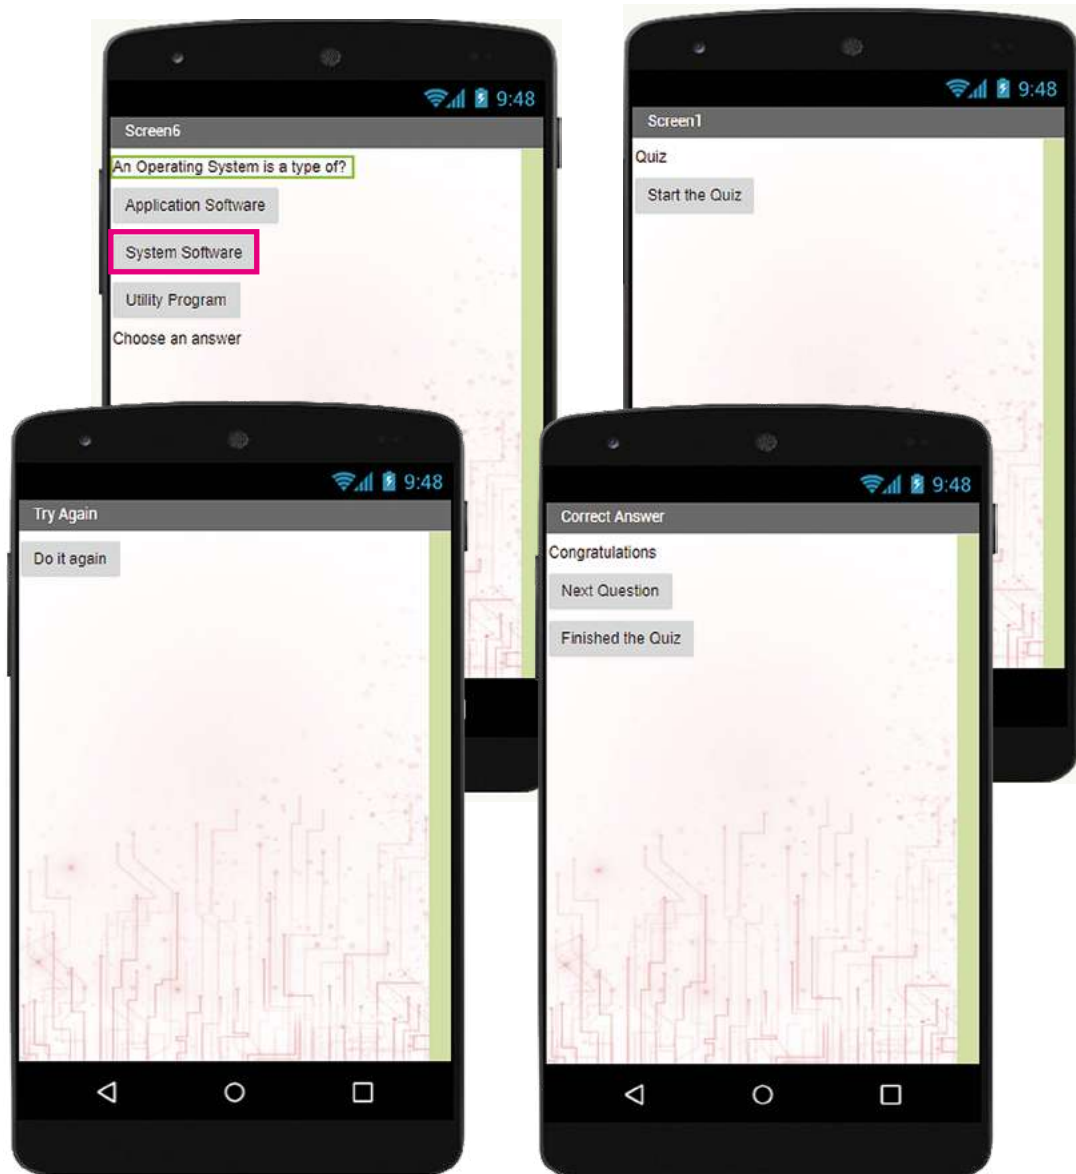 9:48
Screen6
An Operating System is a type of?
Application Software
System Software
Utility Program
Choose an answer
9:48
Screen1
Quiz
Start the Quiz
9:48
Try Again
Do it again
9:48
Correct Answer
Congratulations
Next Question
Finished the Quiz